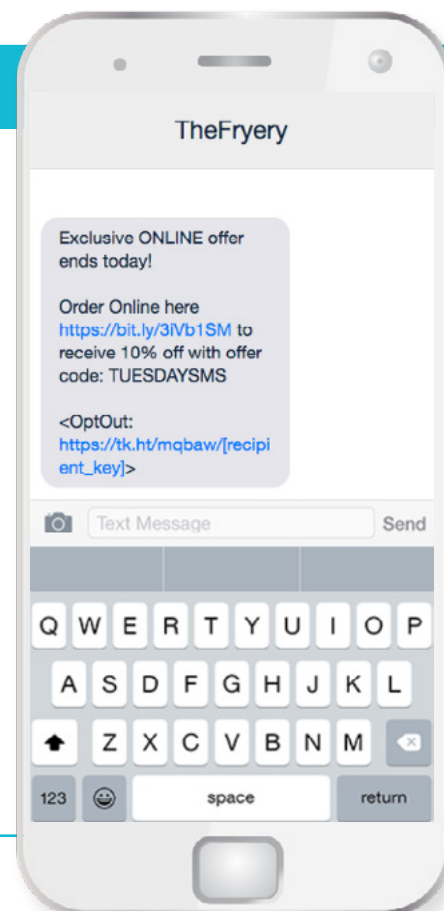 TheFryery
Exclusive ONLINE offer
ends today!
Order Online here
https://bit.ly/3iVb1SM to
receive 10% off with offer
code: TUESDAYSMS
<OptOut:
https://tk.ht/mqbaw/[recipi
ent_key]>
Text Message Send
Q W E R T Y U I O P
A S D F G H J K L
Z X C V B N M
123 space return